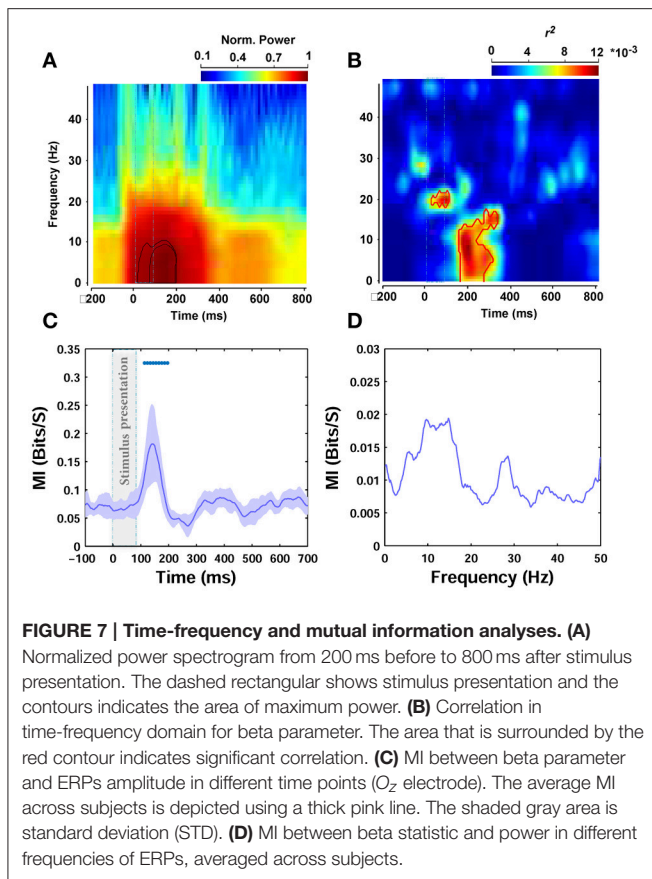 A
Norm. Power
0.1 0.4 0.7 1
Frequency (Hz)
40
30
20
10
0
□200 0 200 400 600 800
Time (ms)
B
r²
0 4 8 12 *10⁻³
40
30
20
10
0
□200 0 200 400 600 800
Time (ms)
C
MI (Bits/S)
0.35
0.3
0.25
0.2
0.15
0.1
0.05
0
Stimulus presentation
−100 0 100 200 300 400 500 600 700
Time (ms)
D
MI (Bits/S)
0.03
0.025
0.02
0.015
0.01
0.005
0
0 10 20 30 40 50
Frequency (Hz)
FIGURE 7 | Time-frequency and mutual information analyses. (A)
Normalized power spectrogram from 200 ms before to 800 ms after stimulus
presentation. The dashed rectangular shows stimulus presentation and the
contours indicates the area of maximum power. (B) Correlation in
time-frequency domain for beta parameter. The area that is surrounded by the
red contour indicates significant correlation. (C) MI between beta parameter
and ERPs amplitude in different time points (O_Z electrode). The average MI
across subjects is depicted using a thick pink line. The shaded gray area is
standard deviation (STD). (D) MI between beta statistic and power in different
frequencies of ERPs, averaged across subjects.